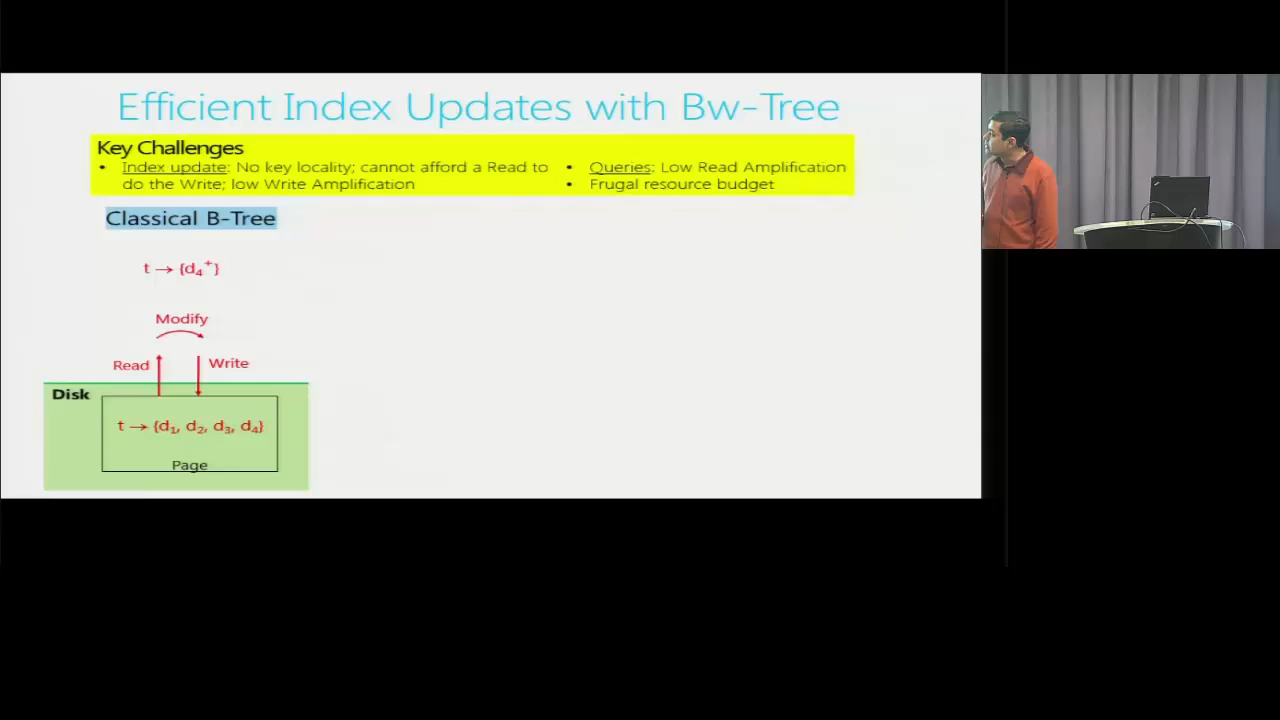 Efficient Index Updates with Bw-Tree
Key Challenges
• Index update: No key locality; cannot afford a Read to
do the Write; low Write Amplification
• Queries: Low Read Amplification
• Frugal resource budget
Classical B-Tree
t → {d₄⁺}
Modify
Read
Write
Disk
t → {d₁, d₂, d₃, d₄}
Page